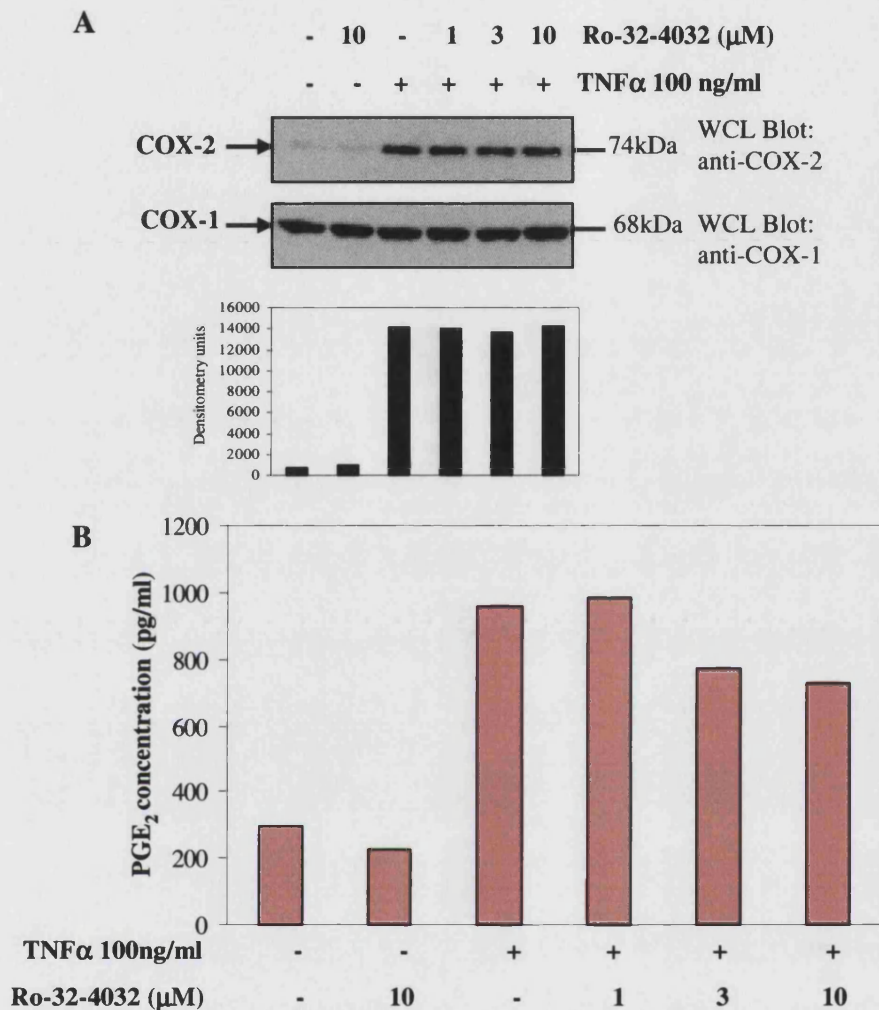 A
- 10 - 1 3 10 Ro-32-4032 (μM)
- - + + + + TNFα 100 ng/ml
COX-2 74kDa WCL Blot:
anti-COX-2
COX-1 68kDa WCL Blot:
anti-COX-1
Densitometry units
16000
14000
12000
10000
8000
6000
4000
2000
0
B
PGE2 concentration (pg/ml)
1200
1000
800
600
400
200
0
TNFα 100ng/ml - - + + + +
Ro-32-4032 (μM) - 10 - 1 3 10